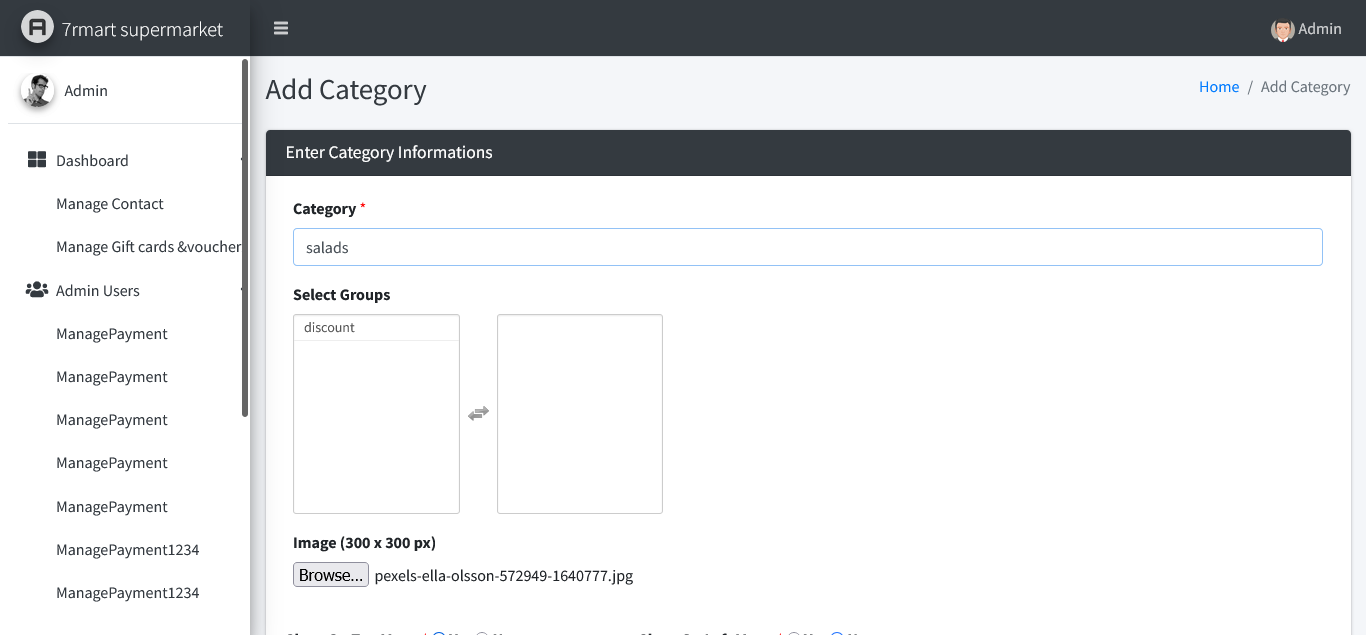 7rmart supermarket
Admin
Admin
Dashboard
Manage Contact
Manage Gift cards &voucher
Admin Users
ManagePayment
ManagePayment
ManagePayment
ManagePayment
ManagePayment
ManagePayment1234
ManagePayment1234
Add Category
Home / Add Category
Enter Category Informations
Category *
salads
Select Groups
discount
Image (300 x 300 px)
Browse... pexels-ella-olsson-572949-1640777.jpg